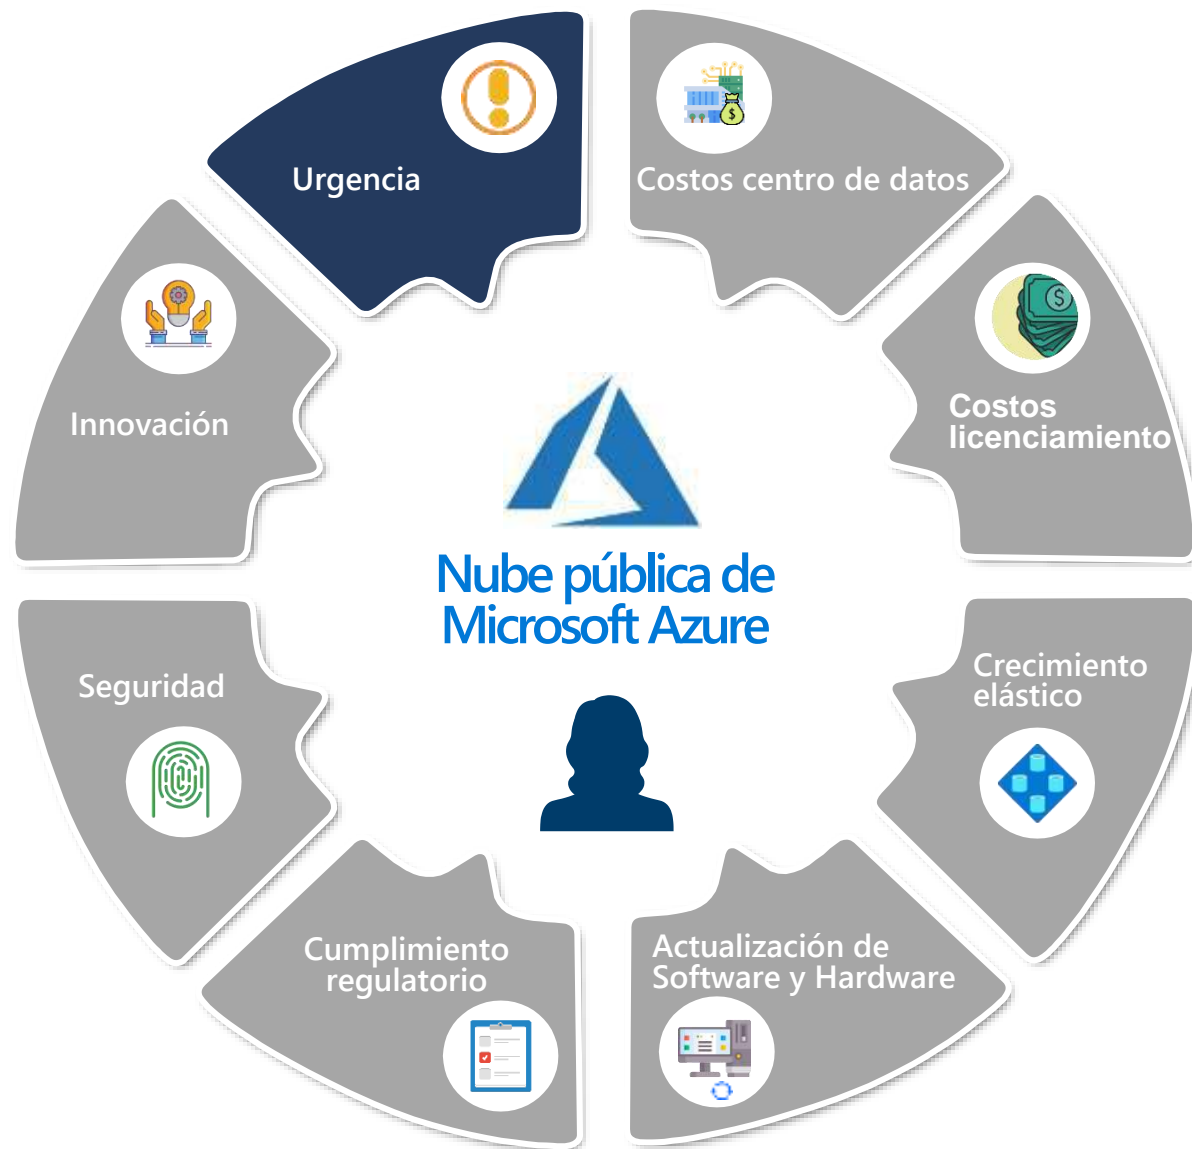 Urgencia
Costos centro de datos
Costos
licenciamiento
Crecimiento
elástico
Actualización de
Software y Hardware
Cumplimiento
regulatorio
Seguridad
Innovación
Nube pública de
Microsoft Azure